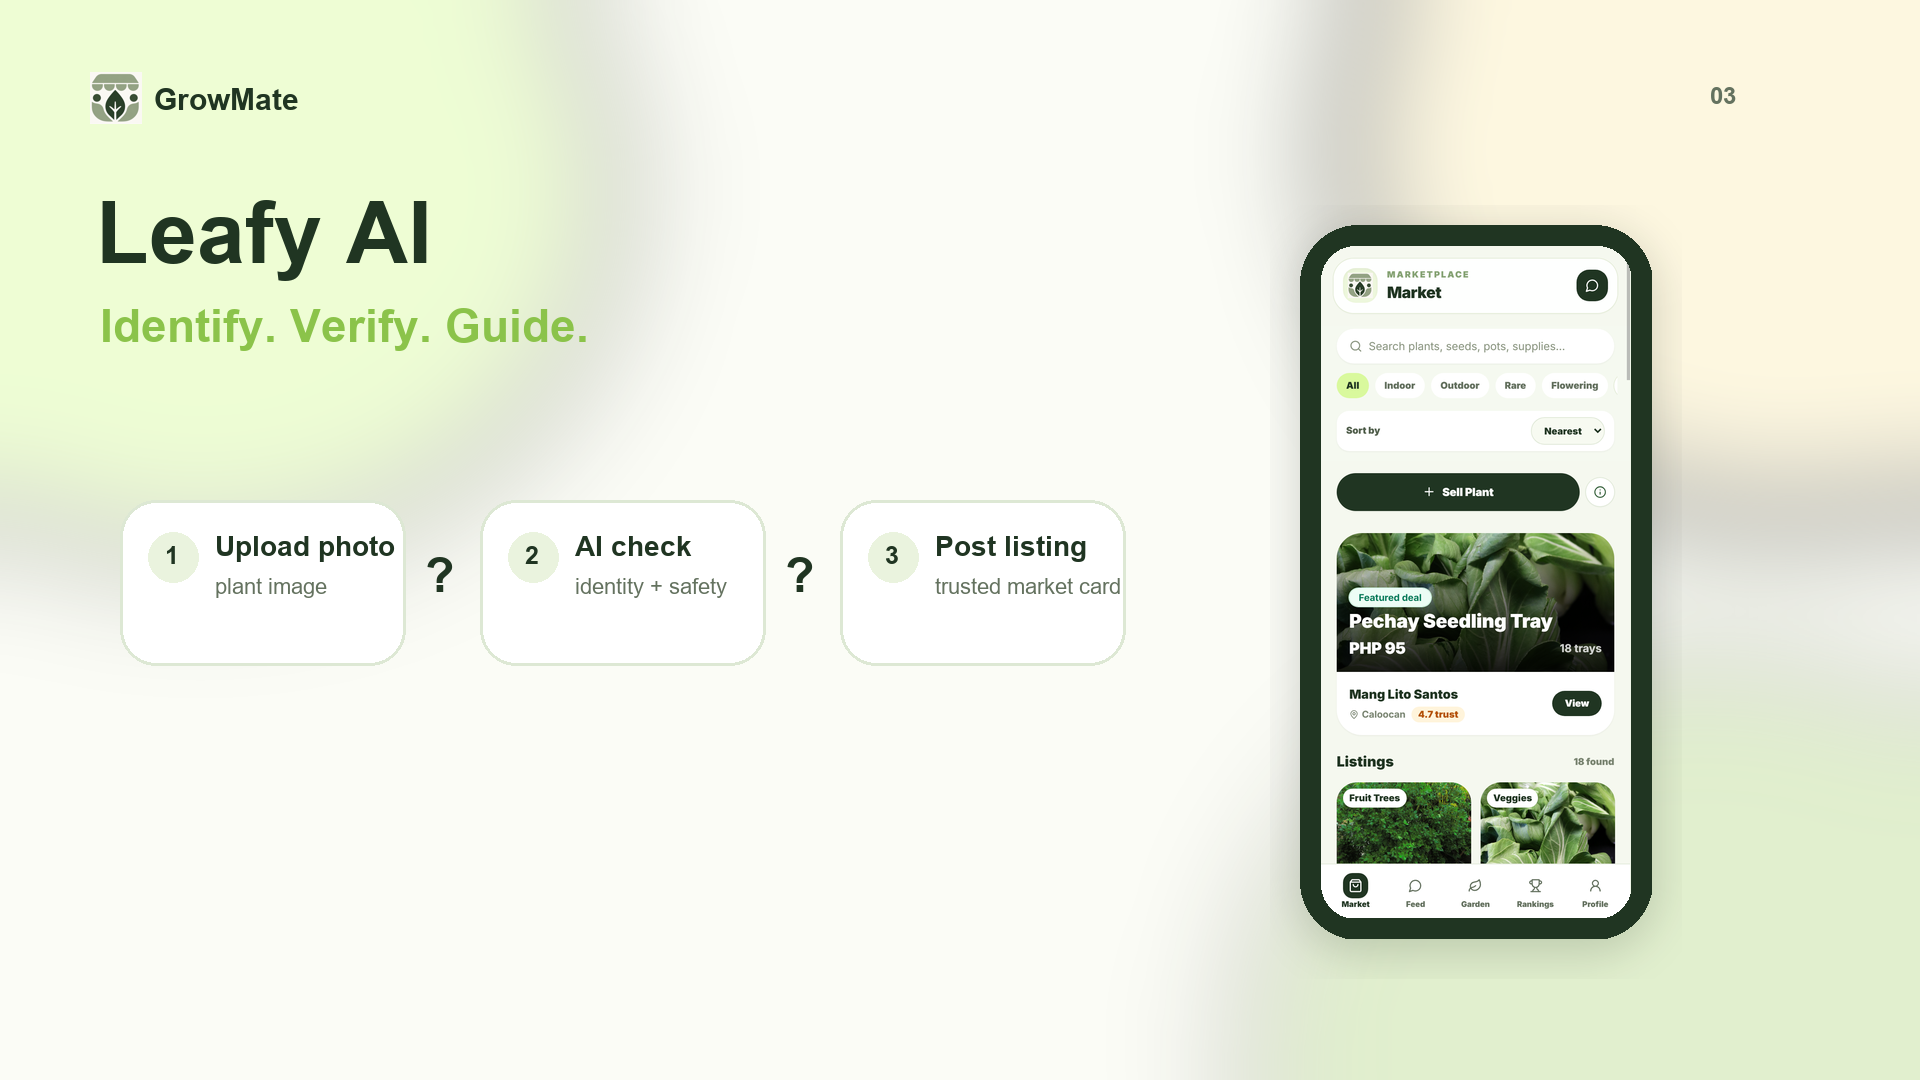 GrowMate
03
Leafy AI
Identify. Verify. Guide.
1
Upload photo
plant image
?
2
AI check
identity + safety
?
3
Post listing
trusted market card
MARKETPLACE
Market
Search plants, seeds, pots, supplies...
All Indoor Outdoor Rare Flowering
Sort by Nearest
+ Sell Plant
Featured deal
Pechay Seedling Tray
PHP 95 18 trays
Mang Lito Santos
Caloocan 4.7 trust
View
Listings 18 found
Fruit Trees Veggies
Market Feed Garden Rankings Profile